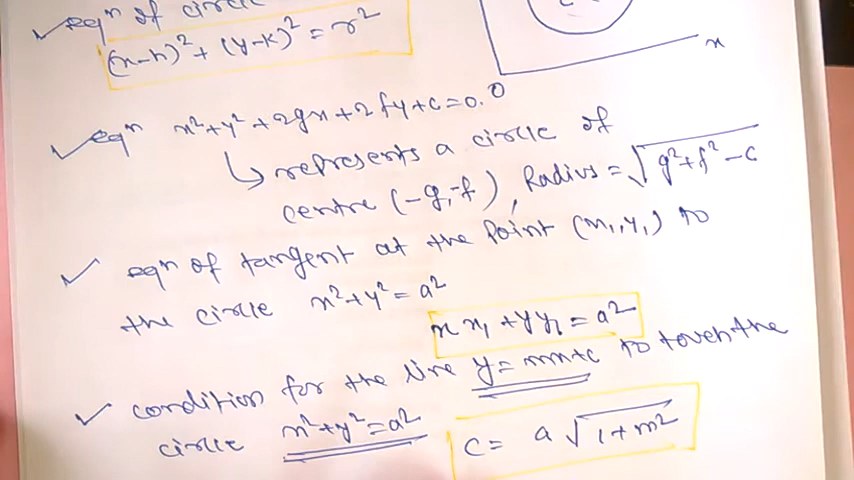 ✓ eqⁿ of circle
(x-h)² + (y-k)² = r²
x
✓ eqⁿ x²+y²+2gx+2fy+c=0.
↳ represents a circle of
centre (-g,-f), Radius = √g²+f²-c
✓ eqⁿ of tangent at the point (x₁,y₁) to
the circle x²+y²=a²
x x₁ + y y₁ = a²
✓ condition for the line y=mx+c to touch the
circle x²+y²=a²
c = a √1+m²